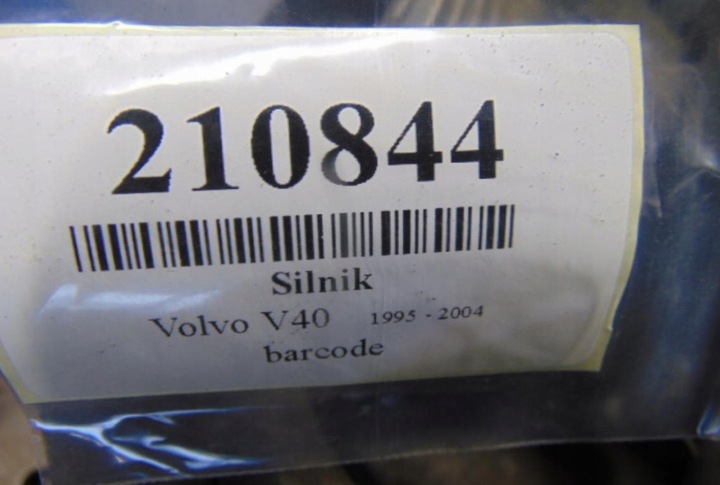 210844
Silnik
Volvo V40 1995 - 2004
barcode